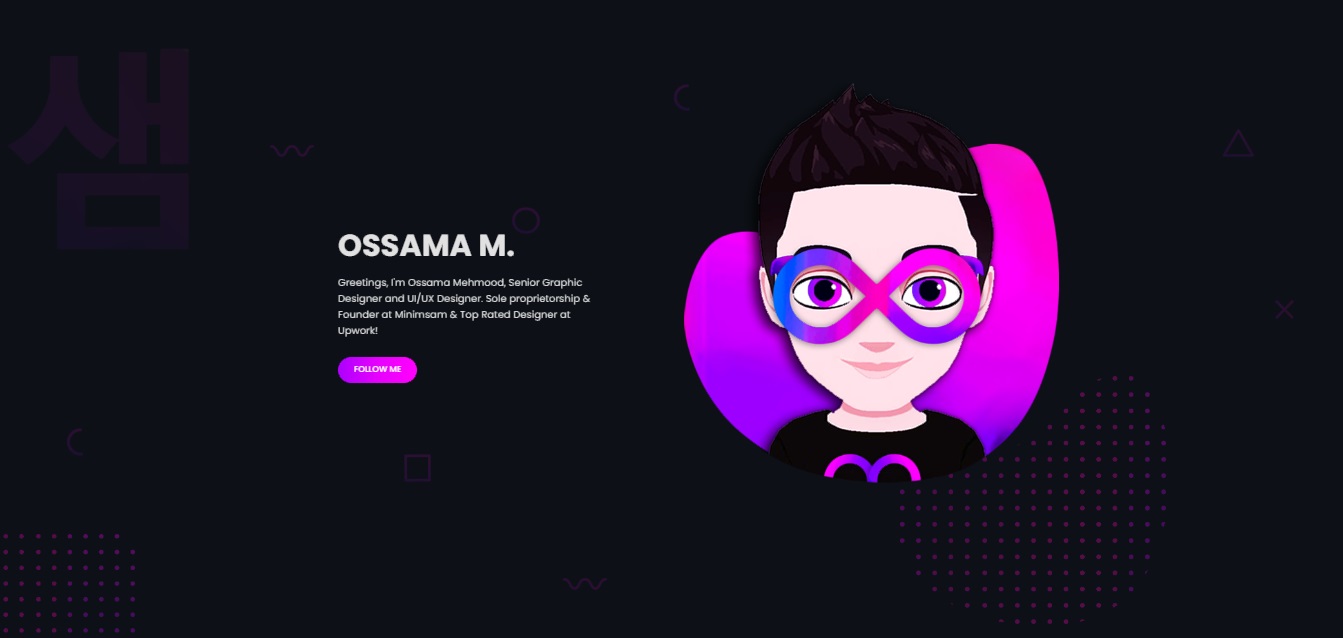 샘
OSSAMA M.
Greetings, I'm Ossama Mehmood, Senior Graphic
Designer and UI/UX Designer. Sole proprietorship &
Founder at Minimsam & Top Rated Designer at
Upwork!
FOLLOW ME